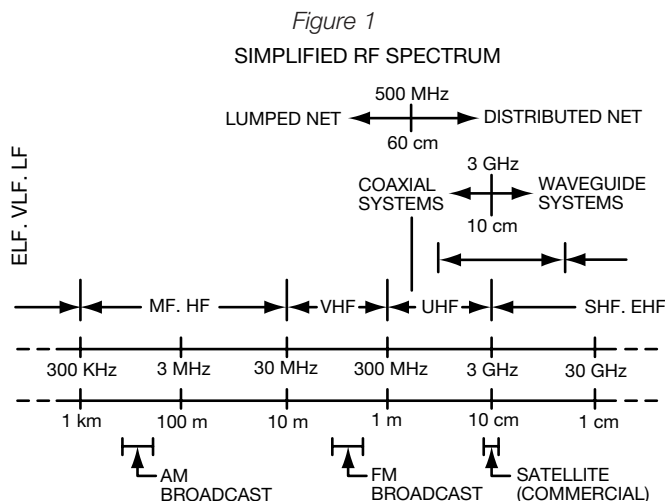 Figure 1
SIMPLIFIED RF SPECTRUM
500 MHz
LUMPED NET
DISTRIBUTED NET
60 cm
3 GHz
COAXIAL
SYSTEMS
WAVEGUIDE
SYSTEMS
10 cm
ELF. VLF. LF
MF. HF
VHF
UHF
SHF. EHF
300 KHz 3 MHz 30 MHz 300 MHz 3 GHz 30 GHz
1 km 100 m 10 m 1 m 10 cm 1 cm
AM
BROADCAST
FM
BROADCAST
SATELLITE
(COMMERCIAL)